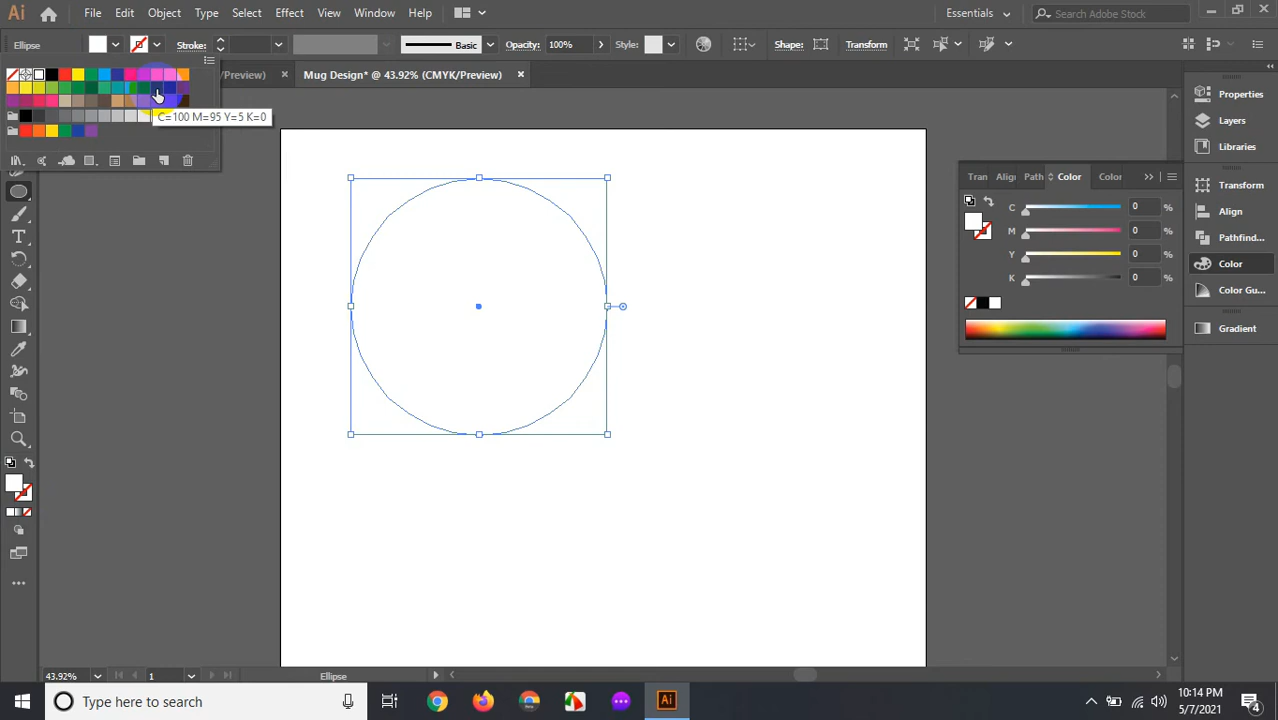 Ai File Edit Object Type Select Effect View Window Help Essentials Search Adobe Stock
Ellipse Stroke: Basic Opacity: 100% Style: Shape: Transform
/Preview) × Mug Design* @ 43.92% (CMYK/Preview) ×
C=100 M=95 Y=5 K=0
Tran Align Path Color Color
C 0 %
M 0 %
Y 0 %
K 0 %
Properties
Layers
Libraries
Transform
Align
Pathfind...
Color
Color Gu...
Gradient
43.92% 1 Ellipse
Type here to search
Ai
10:14 PM
5/7/2021
4